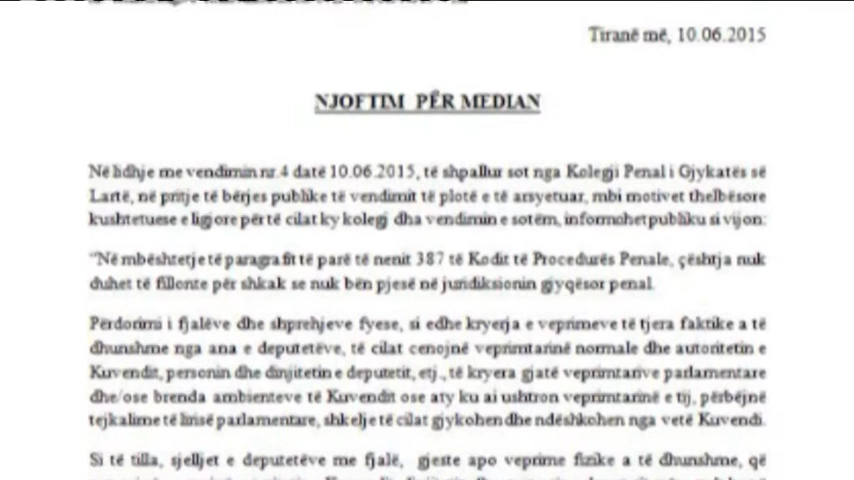 Tiranë më, 10.06.2015
NJOFTIM PËR MEDIAN
Në lidhje me vendimin nr.4 datë 10.06.2015, të shpallur sot nga Kolegji Penal i Gjykatës së
Lartë, në pritje të bërjes publike të vendimit të plotë e të arsyetuar, mbi motivet thelbësore
kushtetuese e ligjore për të cilat ky kolegj dha vendimin e sotëm, informohet publiku si vijon:
"Në mbështetje të paragrafit të parë të nenit 387 të Kodit të Procedurës Penale, çështja nuk
duhet të fillonte për shkak se nuk bën pjesë në juridiksionin gjyqësor penal.
Përdorimi i fjalëve dhe shprehjeve fyese, si edhe kryerja e veprimeve të tjera faktike a të
dhunshme nga ana e deputetëve, të cilat cenojnë veprimtarinë normale dhe autoritetin e
Kuvendit, personin dhe dinjitetin e deputetit, etj., të kryera gjatë veprimtarive parlamentare
dhe/ose brenda ambienteve të Kuvendit ose aty ku ai ushtron veprimtarinë e tij, përbëjnë
tejkalime të lirisë parlamentare, shkelje të cilat gjykohen dhe ndëshkohen nga vetë Kuvendi.
Si të tilla, sjelljet e deputetëve me fjalë, gjeste apo veprime fizike a të dhunshme, që